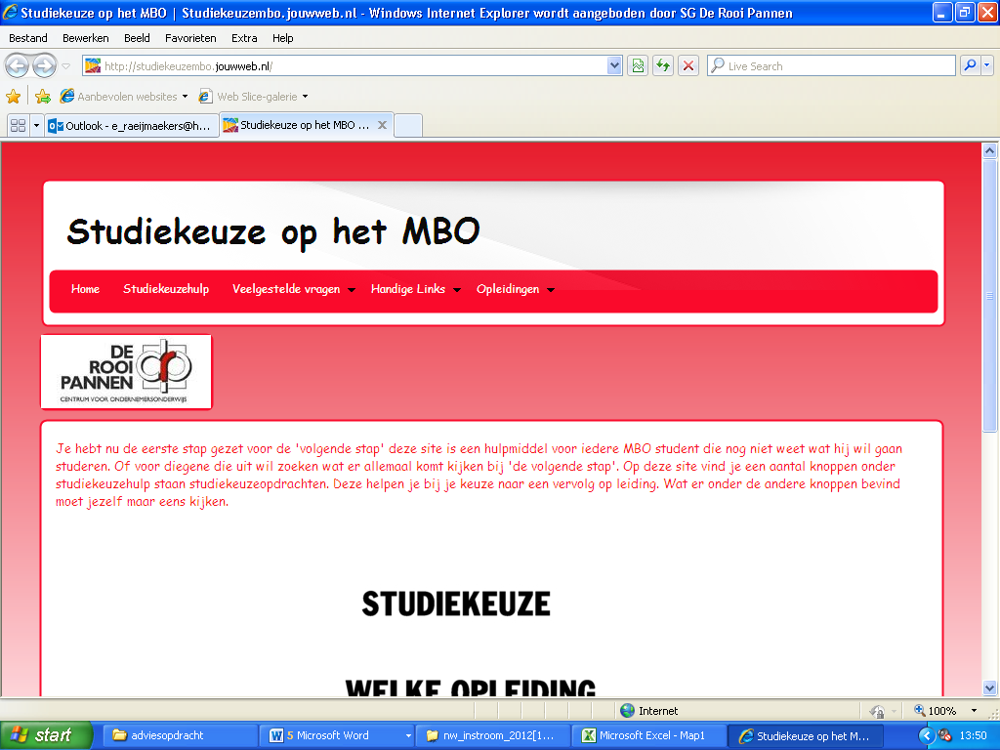 Studiekeuze op het MBO | Studiekeuzembo.jouwweb.nl - Windows Internet Explorer wordt aangeboden door SG De Rooi Pannen
Bestand Bewerken Beeld Favorieten Extra Help
http://studiekeuzembo.jouwweb.nl/ Live Search
Aanbevolen websites Web Slice-galerie
Outlook - e_raeijmaekers@h... Studiekeuze op het MBO ...
Studiekeuze op het MBO
Home Studiekeuzehulp Veelgestelde vragen Handige Links Opleidingen
DE
ROOI
PANNEN
CENTRUM VOOR ONDERNEMERSONDERWIJS
Je hebt nu de eerste stap gezet voor de 'volgende stap' deze site is een hulpmiddel voor iedere MBO student die nog niet weet wat hij wil gaan
studeren. Of voor diegene die uit wil zoeken wat er allemaal komt kijken bij 'de volgende stap'. Op deze site vind je een aantal knoppen onder
studiekeuzehulp staan studiekeuzeopdrachten. Deze helpen je bij je keuze naar een vervolg op leiding. Wat er onder de andere knoppen bevind
moet jezelf maar eens kijken.
STUDIEKEUZE
WELKE OPLEIDING
Internet 100%
start adviesopdracht 5 Microsoft Word nw_instroom_2012[1... Microsoft Excel - Map1 Studiekeuze op het M... 13:50